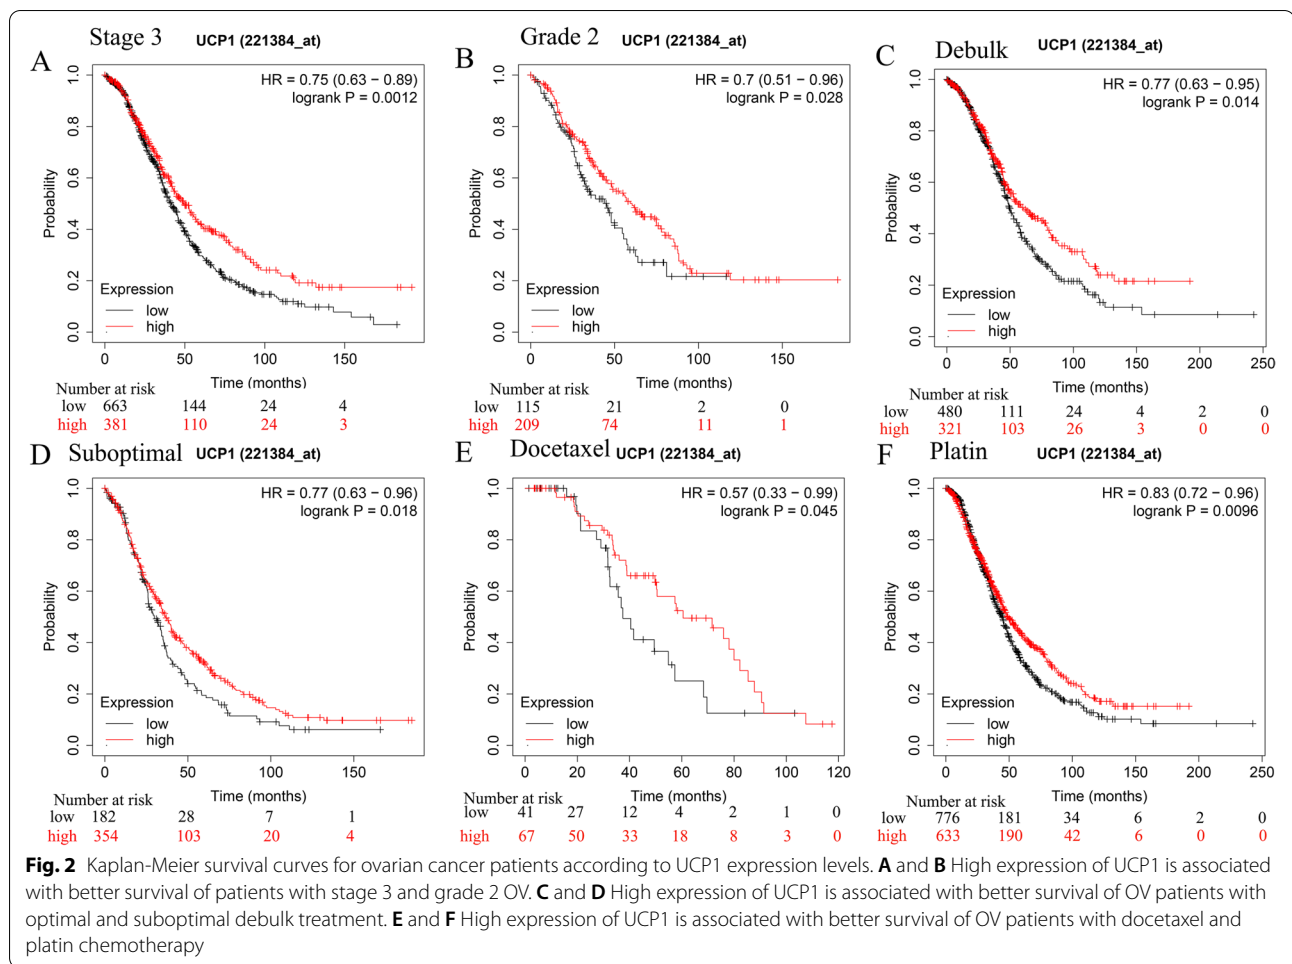 A Stage 3 UCP1 (221384_at)
HR = 0.75 (0.63 − 0.89)
logrank P = 0.0012
Probability
1.0
0.8
0.6
0.4
0.2
0.0
Expression
low
high
0 50 100 150
Time (months)
Number at risk
low 663 144 24 4
high 381 110 24 3
B Grade 2 UCP1 (221384_at)
HR = 0.7 (0.51 − 0.96)
logrank P = 0.028
Probability
1.0
0.8
0.6
0.4
0.2
0.0
Expression
low
high
0 50 100 150
Time (months)
Number at risk
low 115 21 2 0
high 209 74 11 1
C Debulk UCP1 (221384_at)
HR = 0.77 (0.63 − 0.95)
logrank P = 0.014
Probability
1.0
0.8
0.6
0.4
0.2
0.0
Expression
low
high
0 50 100 150 200 250
Time (months)
Number at risk
low 480 111 24 4 2 0
high 321 103 26 3 0 0
D Suboptimal UCP1 (221384_at)
HR = 0.77 (0.63 − 0.96)
logrank P = 0.018
Probability
1.0
0.8
0.6
0.4
0.2
0.0
Expression
low
high
0 50 100 150
Time (months)
Number at risk
low 182 28 7 1
high 354 103 20 4
E Docetaxel UCP1 (221384_at)
HR = 0.57 (0.33 − 0.99)
logrank P = 0.045
Probability
1.0
0.8
0.6
0.4
0.2
0.0
Expression
low
high
0 20 40 60 80 100 120
Time (months)
Number at risk
low 41 27 12 4 2 1 0
high 67 50 33 18 8 3 0
F Platin UCP1 (221384_at)
HR = 0.83 (0.72 − 0.96)
logrank P = 0.0096
Probability
1.0
0.8
0.6
0.4
0.2
0.0
Expression
low
high
0 50 100 150 200 250
Time (months)
Number at risk
low 776 181 34 6 2 0
high 633 190 42 6 0 0
Fig. 2 Kaplan-Meier survival curves for ovarian cancer patients according to UCP1 expression levels. A and B High expression of UCP1 is associated
with better survival of patients with stage 3 and grade 2 OV. C and D High expression of UCP1 is associated with better survival of OV patients with
optimal and suboptimal debulk treatment. E and F High expression of UCP1 is associated with better survival of OV patients with docetaxel and
platin chemotherapy